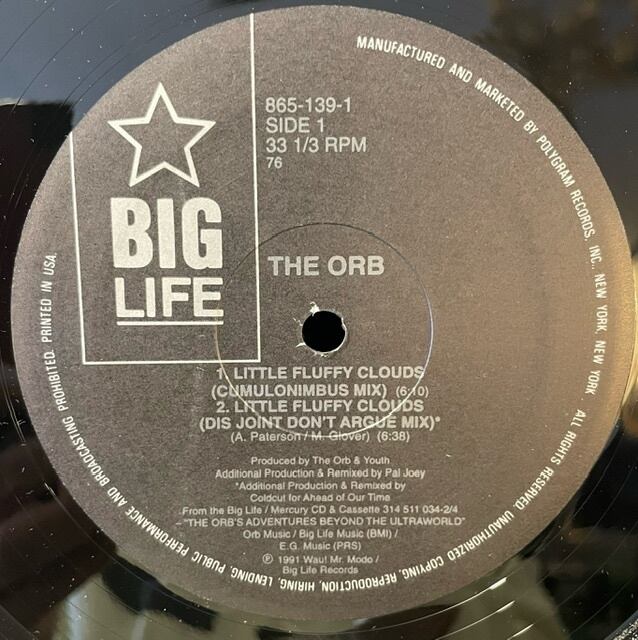 865-139-1
SIDE 1
33 1/3 RPM
76
BIG
LIFE
THE ORB
1. LITTLE FLUFFY CLOUDS
(CUMULONIMBUS MIX) (6:10)
2. LITTLE FLUFFY CLOUDS
(DIS JOINT DON'T ARGUE MIX)*
(A. Paterson / M. Glover) (6:38)
Produced by The Orb & Youth
Additional Production & Remixed by Pal Joey
*Additional Production & Remixed by
Coldcut for Ahead of Our Time
From the Big Life / Mercury CD & Cassette 314 511 034-2/4
– "THE ORB'S ADVENTURES BEYOND THE ULTRAWORLD"
Orb Music / Big Life Music (BMI) /
E.G. Music (PRS)
℗ 1991 Wau! Mr. Modo /
Big Life Records
MANUFACTURED AND MARKETED BY POLYGRAM RECORDS, INC., NEW YORK, NEW YORK. ALL RIGHTS RESERVED. UNAUTHORIZED COPYING, REPRODUCTION, HIRING, LENDING, PUBLIC PERFORMANCE AND BROADCASTING PROHIBITED. PRINTED IN USA.